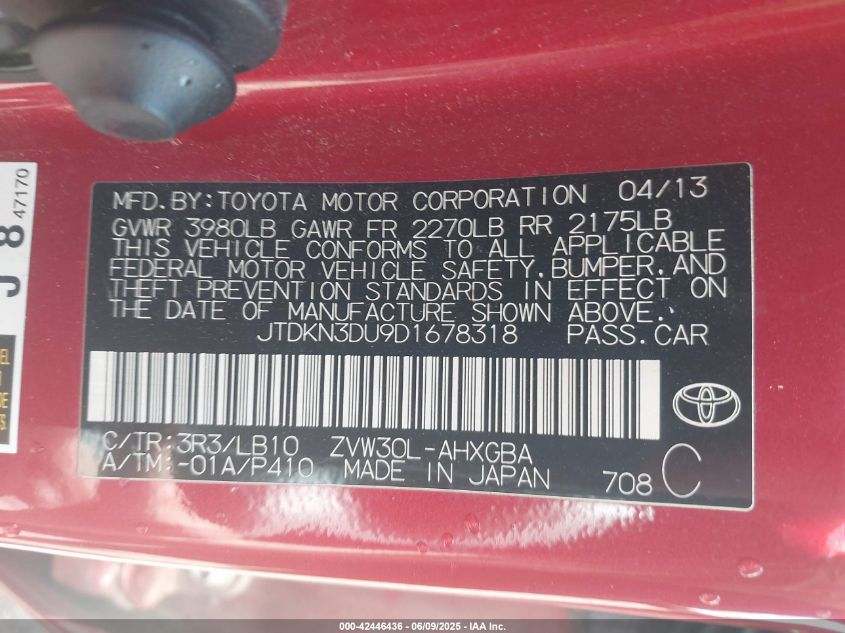 MFD.BY:TOYOTA MOTOR CORPORATION 04/13
GVWR 3980LB GAWR FR 2270LB RR 2175LB
THIS VEHICLE CONFORMS TO ALL APPLICABLE
FEDERAL MOTOR VEHICLE SAFETY,BUMPER,AND
THEFT PREVENTION STANDARDS IN EFFECT ON
THE DATE OF MANUFACTURE SHOWN ABOVE.
JTDKN3DU9D1678318 PASS.CAR
C/TR:3R3/LB10 ZVW30L-AHXGBA
A/TM:-01A/P410 MADE IN JAPAN 708 C
J 8 47170
000-42446436 - 06/09/2025 - IAA Inc.